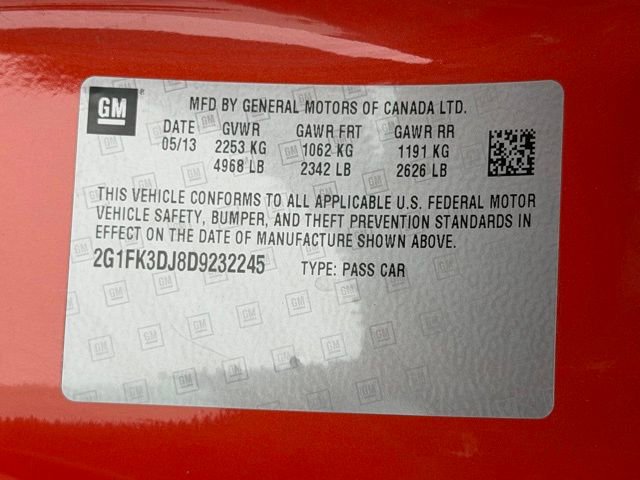 GM ® MFD BY GENERAL MOTORS OF CANADA LTD.
DATE GVWR GAWR FRT GAWR RR
05/13 2253 KG 1062 KG 1191 KG
4968 LB 2342 LB 2626 LB
THIS VEHICLE CONFORMS TO ALL APPLICABLE U.S. FEDERAL MOTOR
VEHICLE SAFETY, BUMPER, AND THEFT PREVENTION STANDARDS IN
EFFECT ON THE DATE OF MANUFACTURE SHOWN ABOVE.
2G1FK3DJ8D9232245 TYPE: PASS CAR